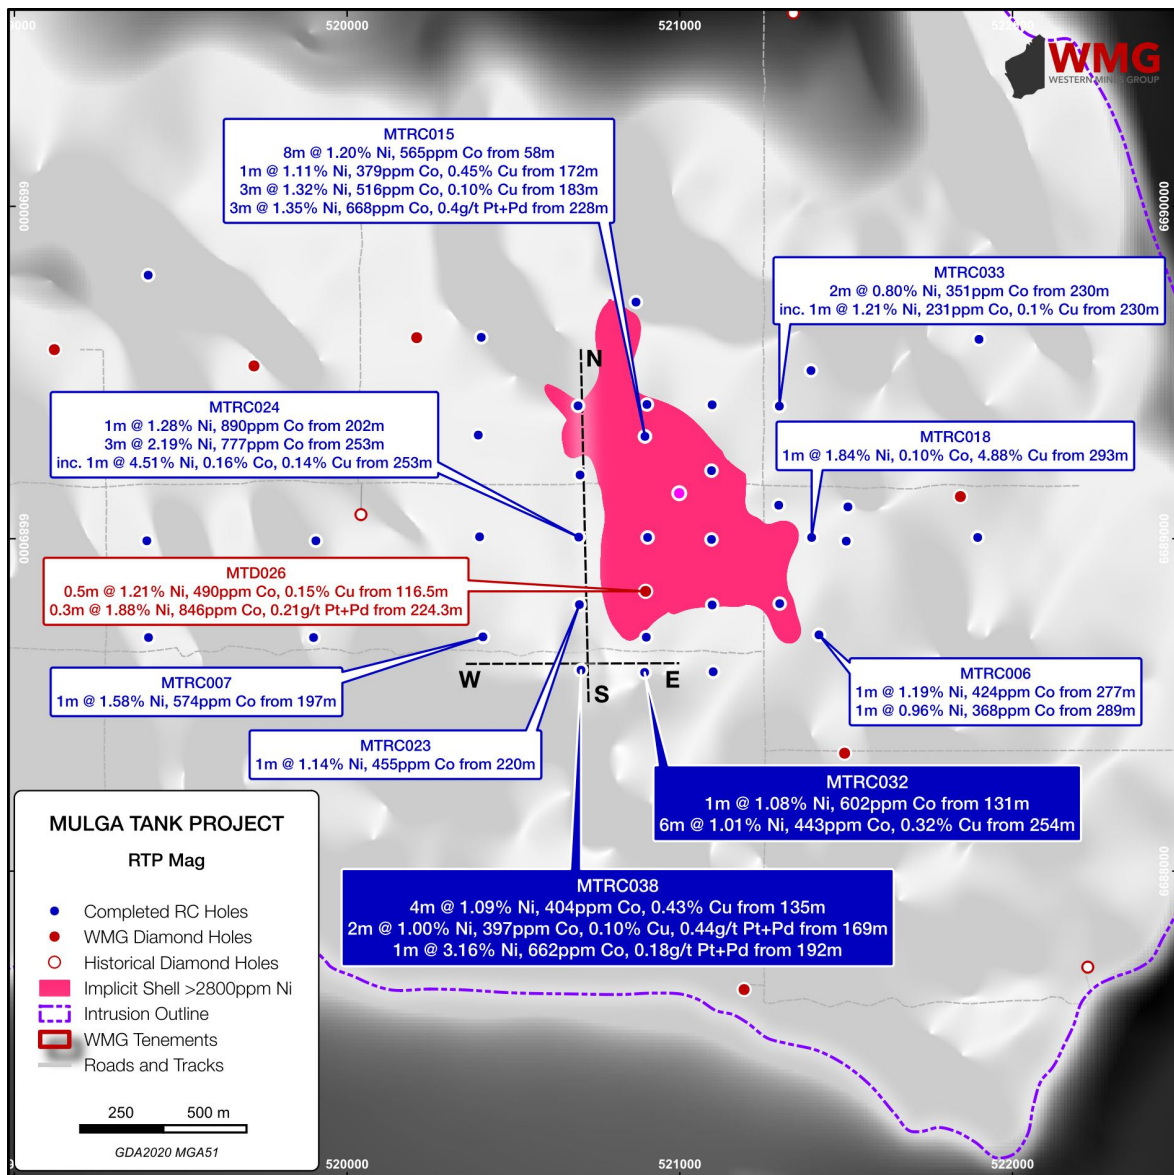 520000
521000
522000
WMG
WESTERN MINES GROUP
6690000
6690000
MTRC015
8m @ 1.20% Ni, 565ppm Co from 58m
1m @ 1.11% Ni, 379ppm Co, 0.45% Cu from 172m
3m @ 1.32% Ni, 516ppm Co, 0.10% Cu from 183m
3m @ 1.35% Ni, 668ppm Co, 0.4g/t Pt+Pd from 228m
MTRC033
2m @ 0.80% Ni, 351ppm Co from 230m
inc. 1m @ 1.21% Ni, 231ppm Co, 0.1% Cu from 230m
N
MTRC024
1m @ 1.28% Ni, 890ppm Co from 202m
3m @ 2.19% Ni, 777ppm Co from 253m
inc. 1m @ 4.51% Ni, 0.16% Co, 0.14% Cu from 253m
MTRC018
1m @ 1.84% Ni, 0.10% Co, 4.88% Cu from 293m
6689000
6689000
MTD026
0.5m @ 1.21% Ni, 490ppm Co, 0.15% Cu from 116.5m
0.3m @ 1.88% Ni, 846ppm Co, 0.21g/t Pt+Pd from 224.3m
W
E
S
MTRC007
1m @ 1.58% Ni, 574ppm Co from 197m
MTRC006
1m @ 1.19% Ni, 424ppm Co from 277m
1m @ 0.96% Ni, 368ppm Co from 289m
MTRC023
1m @ 1.14% Ni, 455ppm Co from 220m
MTRC032
1m @ 1.08% Ni, 602ppm Co from 131m
6m @ 1.01% Ni, 443ppm Co, 0.32% Cu from 254m
6688000
MTRC038
4m @ 1.09% Ni, 404ppm Co, 0.43% Cu from 135m
2m @ 1.00% Ni, 397ppm Co, 0.10% Cu, 0.44g/t Pt+Pd from 169m
1m @ 3.16% Ni, 662ppm Co, 0.18g/t Pt+Pd from 192m
MULGA TANK PROJECT
RTP Mag
Completed RC Holes
WMG Diamond Holes
Historical Diamond Holes
Implicit Shell >2800ppm Ni
Intrusion Outline
WMG Tenements
Roads and Tracks
250
500 m
GDA2020 MGA51
520000
521000
522000